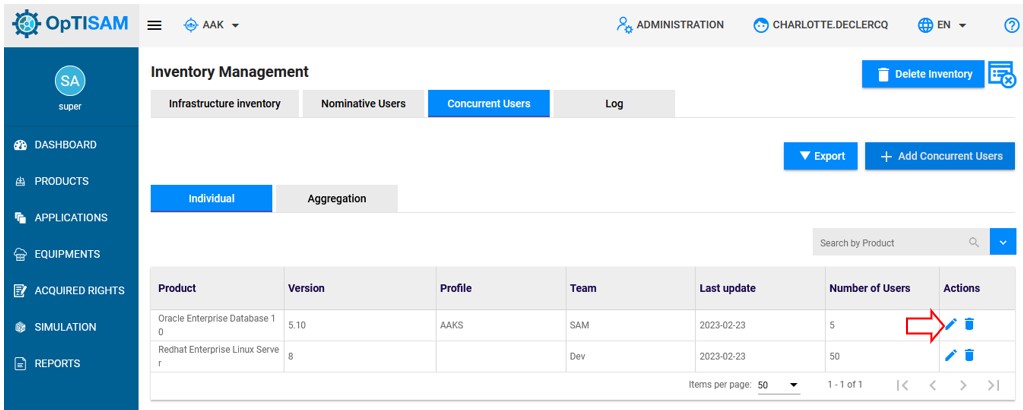 OpTISAM
AAK
ADMINISTRATION
CHARLOTTE.DECLERCQ
EN
?
SA
super
DASHBOARD
PRODUCTS
APPLICATIONS
EQUIPMENTS
ACQUIRED RIGHTS
SIMULATION
REPORTS
Inventory Management
Delete Inventory
Infrastructure inventory
Nominative Users
Concurrent Users
Log
Export
+ Add Concurrent Users
Individual
Aggregation
Search by Product
Product Version Profile Team Last update Number of Users Actions
Oracle Enterprise Database 1
0
5.10 AAKS SAM 2023-02-23 5
Redhat Enterprise Linux Serve
r
8 Dev 2023-02-23 50
Items per page: 50 1 - 1 of 1